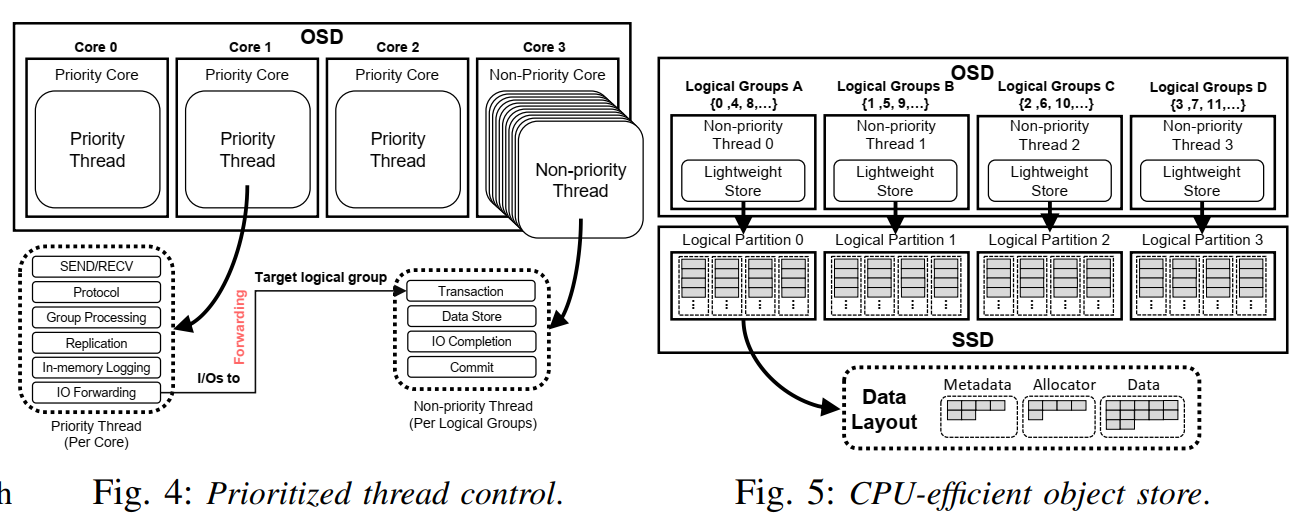 OSD
Core 0
Core 1
Core 2
Core 3
Priority Core
Priority Core
Priority Core
Non-Priority Core
Priority
Thread
Priority
Thread
Priority
Thread
Non-priority
Thread
SEND/RECV
Protocol
Group Processing
Replication
In-memory Logging
IO Forwarding
Priority Thread
(Per Core)
I/Os to
Forwarding
Target logical group
Transaction
Data Store
IO Completion
Commit
Non-priority Thread
(Per Logical Groups)
h
Fig. 4: Prioritized thread control.
OSD
Logical Groups A
{0 ,4, 8,...}
Logical Groups B
{1 ,5, 9,...}
Logical Groups C
{2 ,6, 10,...}
Logical Groups D
{3 ,7, 11,...}
Non-priority
Thread 0
Non-priority
Thread 1
Non-priority
Thread 2
Non-priority
Thread 3
Lightweight
Store
Lightweight
Store
Lightweight
Store
Lightweight
Store
Logical Partition 0
Logical Partition 1
Logical Partition 2
Logical Partition 3
SSD
Data
Layout
Metadata
Allocator
Data
Fig. 5: CPU-efficient object store.